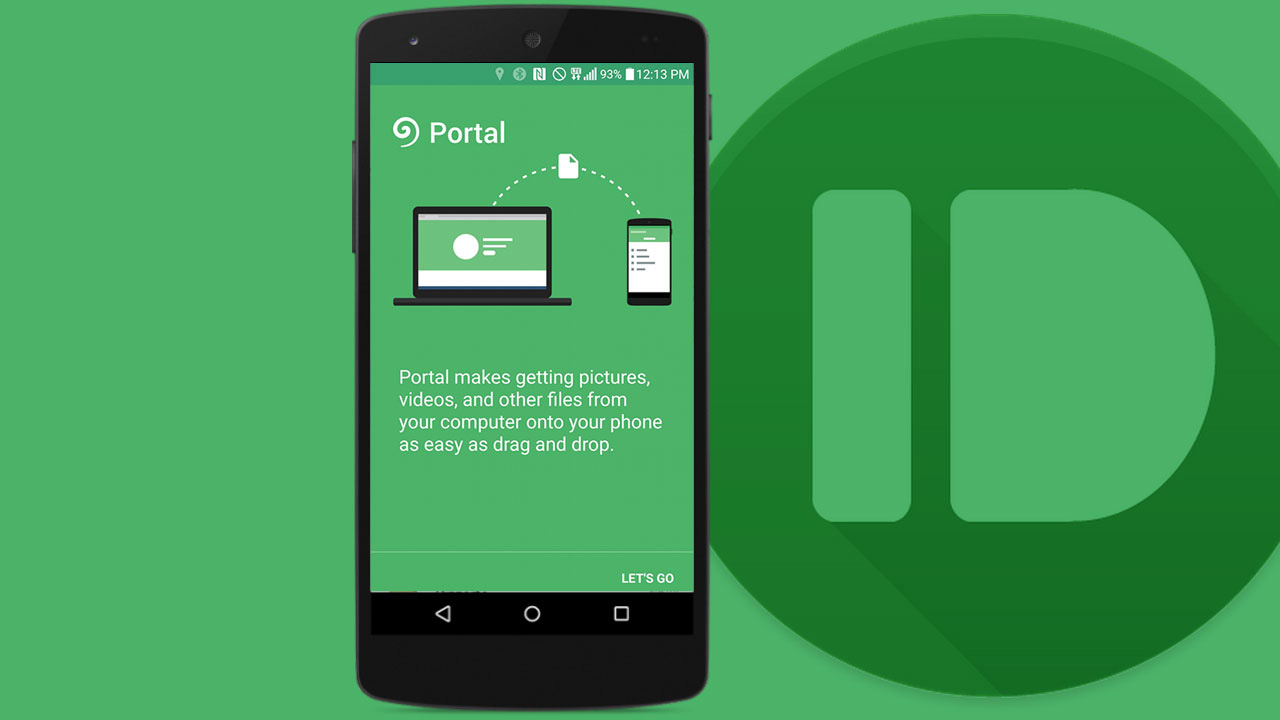 93% 12:13 PM
Portal
Portal makes getting pictures,
videos, and other files from
your computer onto your phone
as easy as drag and drop.
LET'S GO